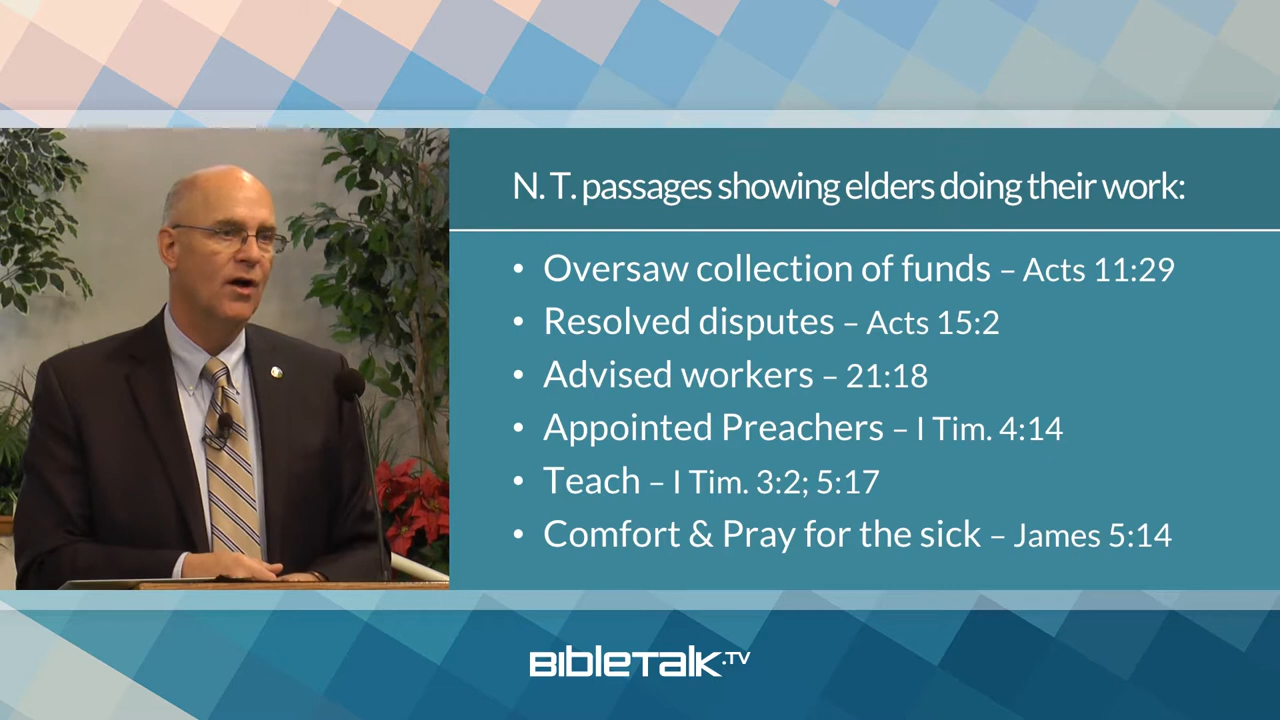 N. T. passages showing elders doing their work:
• Oversaw collection of funds – Acts 11:29
• Resolved disputes – Acts 15:2
• Advised workers – 21:18
• Appointed Preachers – I Tim. 4:14
• Teach – I Tim. 3:2; 5:17
• Comfort & Pray for the sick – James 5:14
BIBLETALK.TV